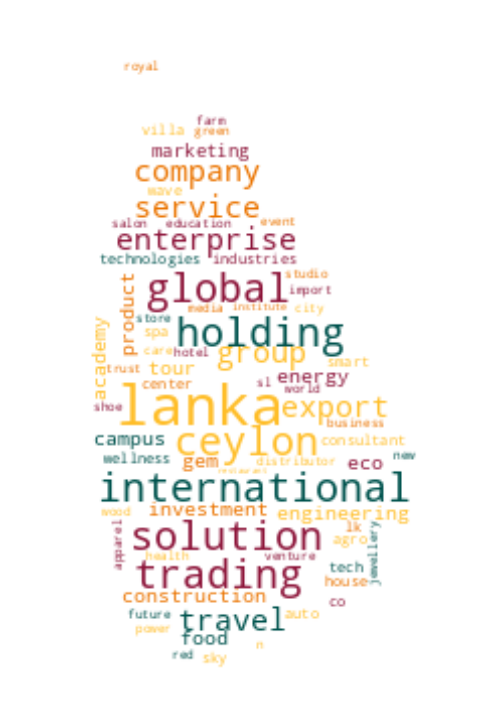 royal
farm
villa green
marketing
company
wave
service
salon education event
enterprise
technologies industries
studio
global import
product
media institute city
store
holding
academy
spa
care hotel group
smart
trust tour
center sl energy
world
shoe
lanka export
business
campus ceylon consultant
wellness gem distributor eco new
restaurant
international
wood investment engineering
lk
apparel
solution agro
jewellery
health venture
trading tech
house
construction co
future travel auto
power food
n
red sky